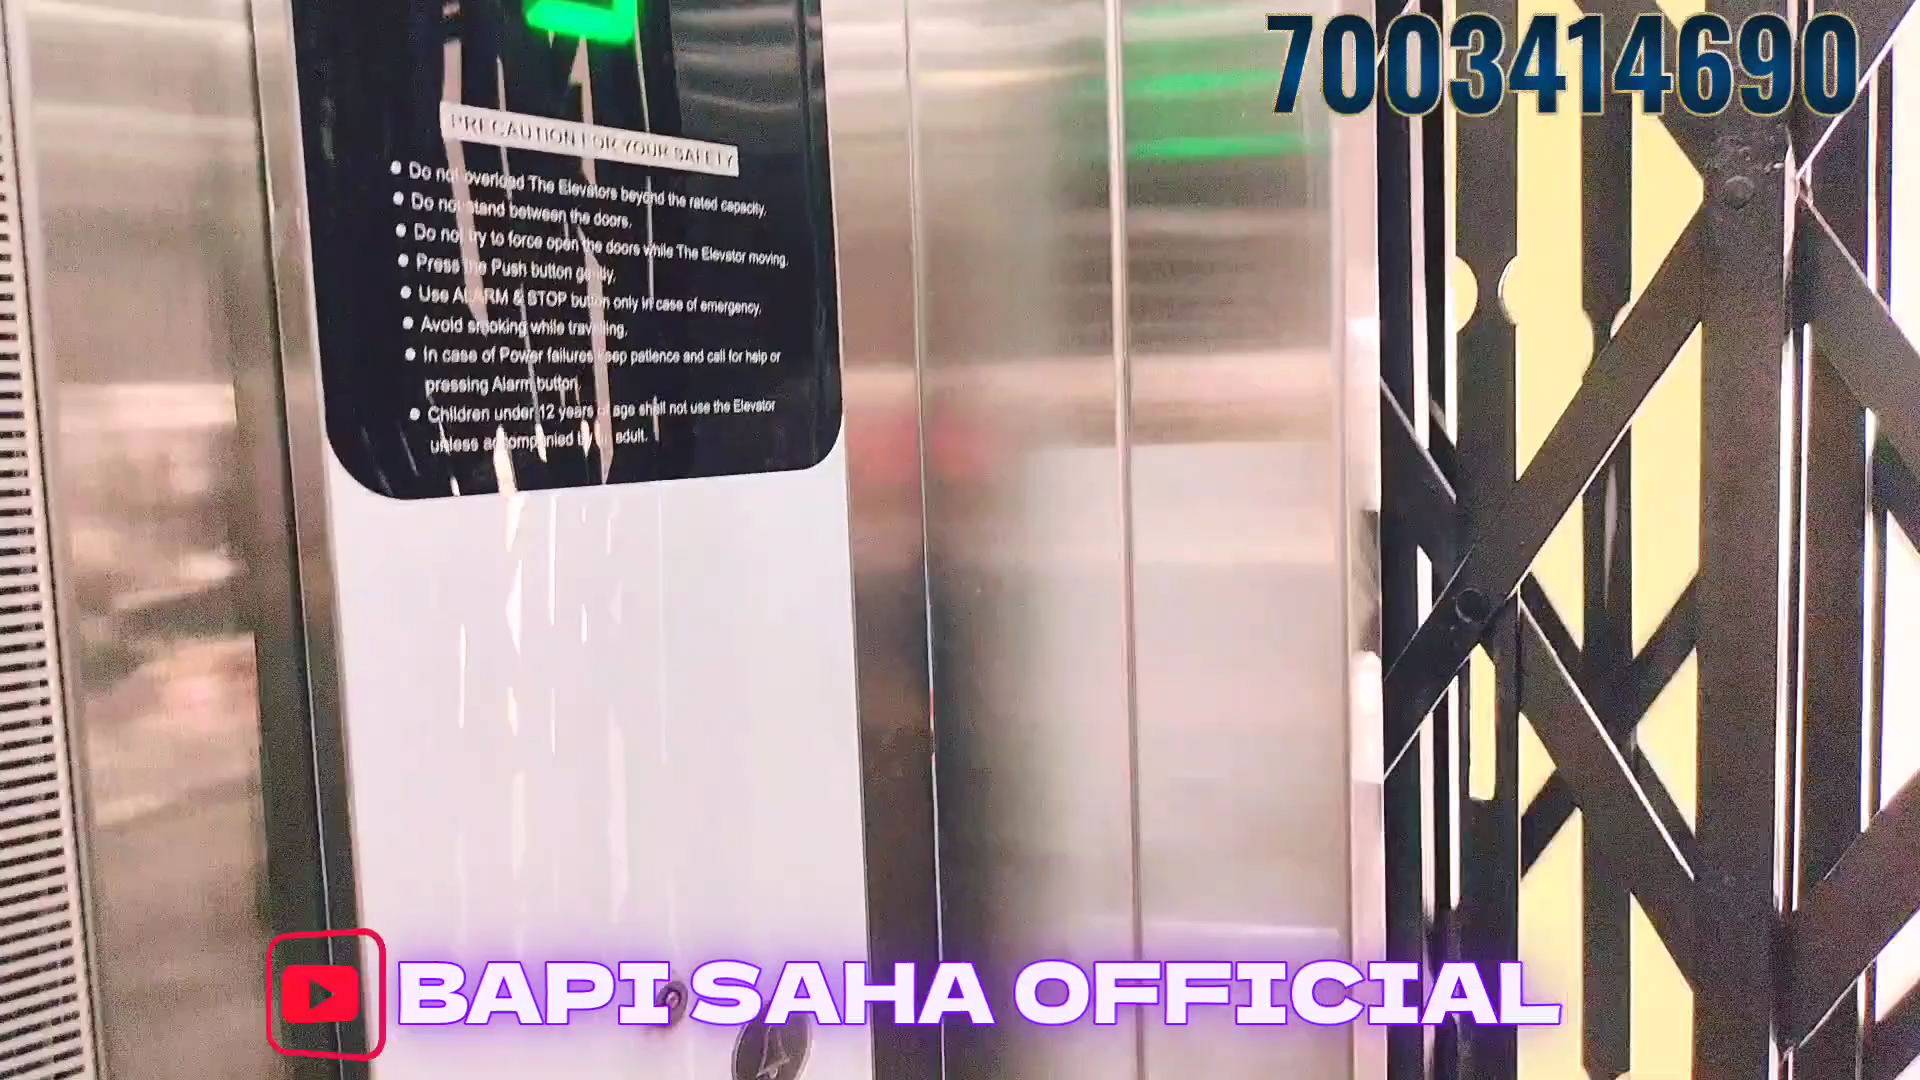 7003414690
PRECAUTION FOR YOUR SAFETY
Do not overload The Elevators beyond the rated capacity.
Do not stand between the doors.
Do not try to force open the doors while The Elevator moving.
Press the Push button gently.
Use ALARM & STOP button only in case of emergency.
Avoid smoking while travelling.
In case of Power failures keep patience and call for help or
pressing Alarm button.
Children under 12 years of age shall not use the Elevator
unless accompanied by an adult.
BAPI SAHA OFFICIAL